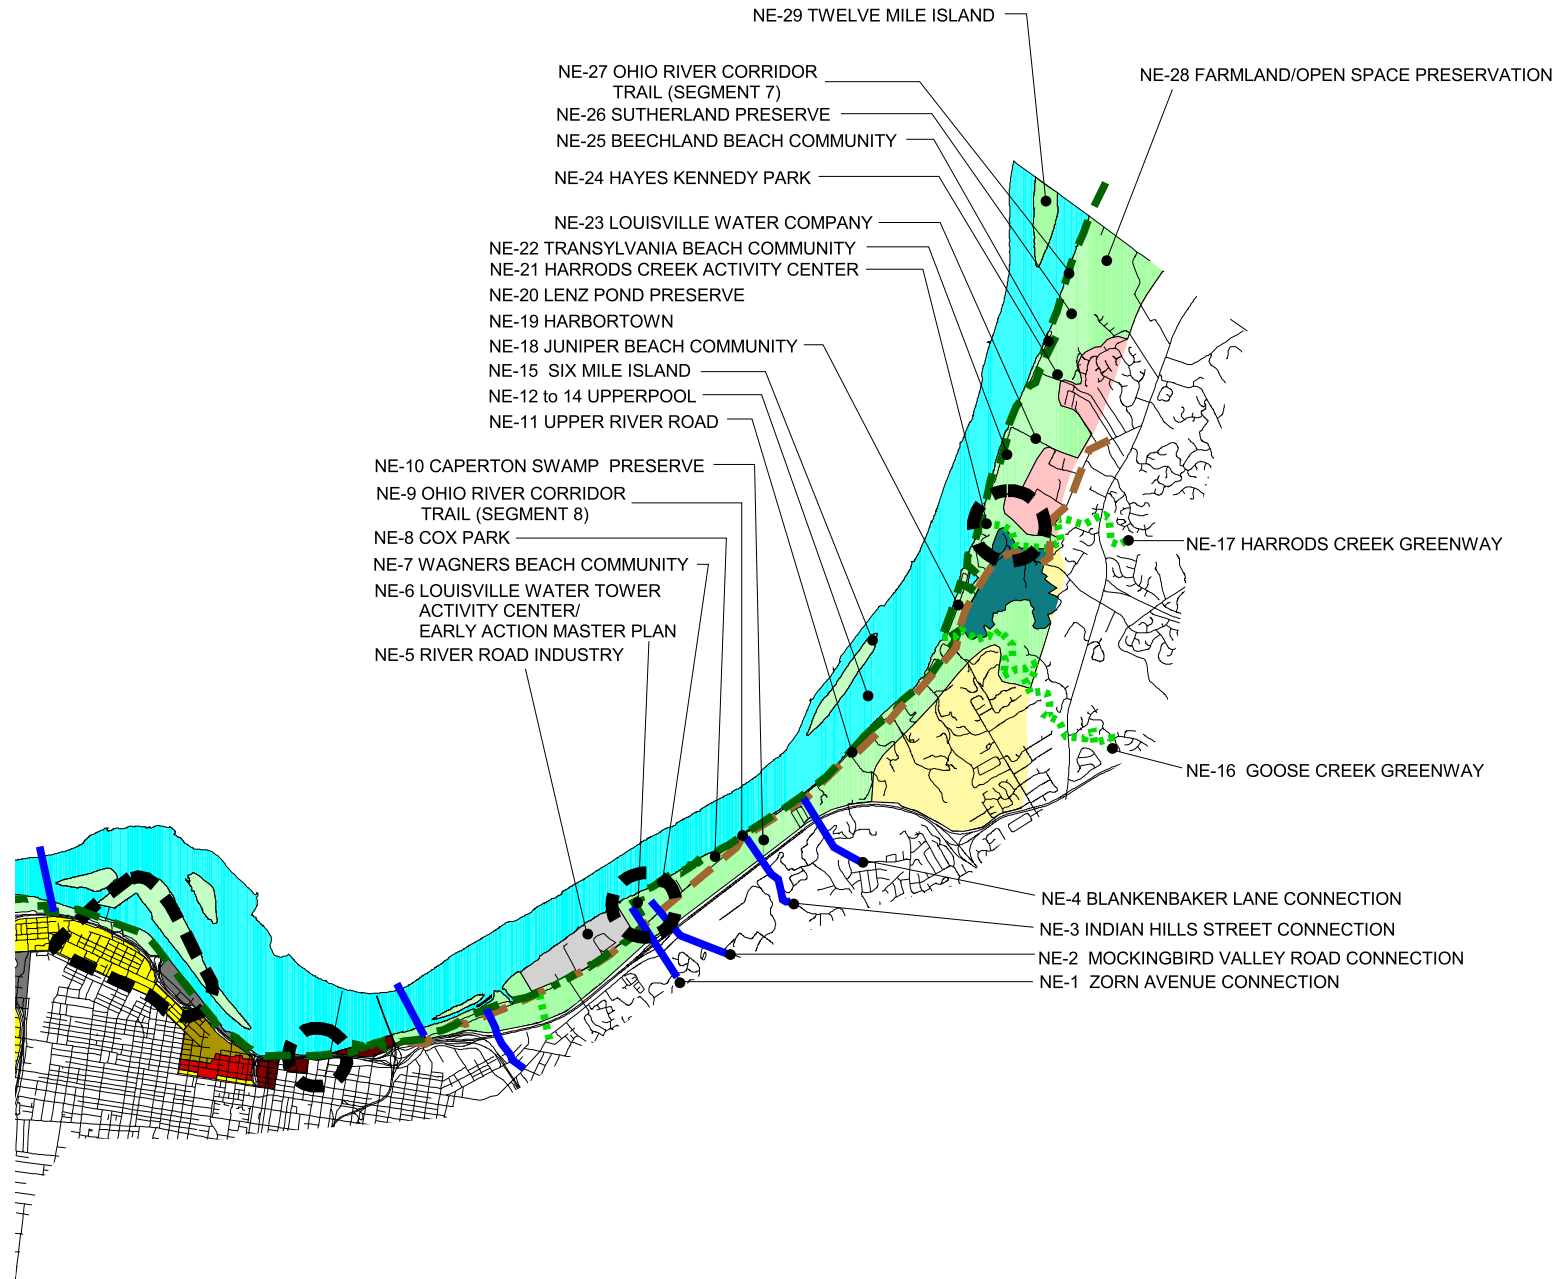 NE-29 TWELVE MILE ISLAND
NE-27 OHIO RIVER CORRIDOR
TRAIL (SEGMENT 7)
NE-28 FARMLAND/OPEN SPACE PRESERVATION
NE-26 SUTHERLAND PRESERVE
NE-25 BEECHLAND BEACH COMMUNITY
NE-24 HAYES KENNEDY PARK
NE-23 LOUISVILLE WATER COMPANY
NE-22 TRANSYLVANIA BEACH COMMUNITY
NE-21 HARRODS CREEK ACTIVITY CENTER
NE-20 LENZ POND PRESERVE
NE-19 HARBORTOWN
NE-18 JUNIPER BEACH COMMUNITY
NE-15 SIX MILE ISLAND
NE-12 to 14 UPPERPOOL
NE-11 UPPER RIVER ROAD
NE-10 CAPERTON SWAMP PRESERVE
NE-9 OHIO RIVER CORRIDOR
TRAIL (SEGMENT 8)
NE-8 COX PARK
NE-7 WAGNERS BEACH COMMUNITY
NE-6 LOUISVILLE WATER TOWER
ACTIVITY CENTER/
EARLY ACTION MASTER PLAN
NE-5 RIVER ROAD INDUSTRY
NE-17 HARRODS CREEK GREENWAY
NE-16 GOOSE CREEK GREENWAY
NE-4 BLANKENBAKER LANE CONNECTION
NE-3 INDIAN HILLS STREET CONNECTION
NE-2 MOCKINGBIRD VALLEY ROAD CONNECTION
NE-1 ZORN AVENUE CONNECTION